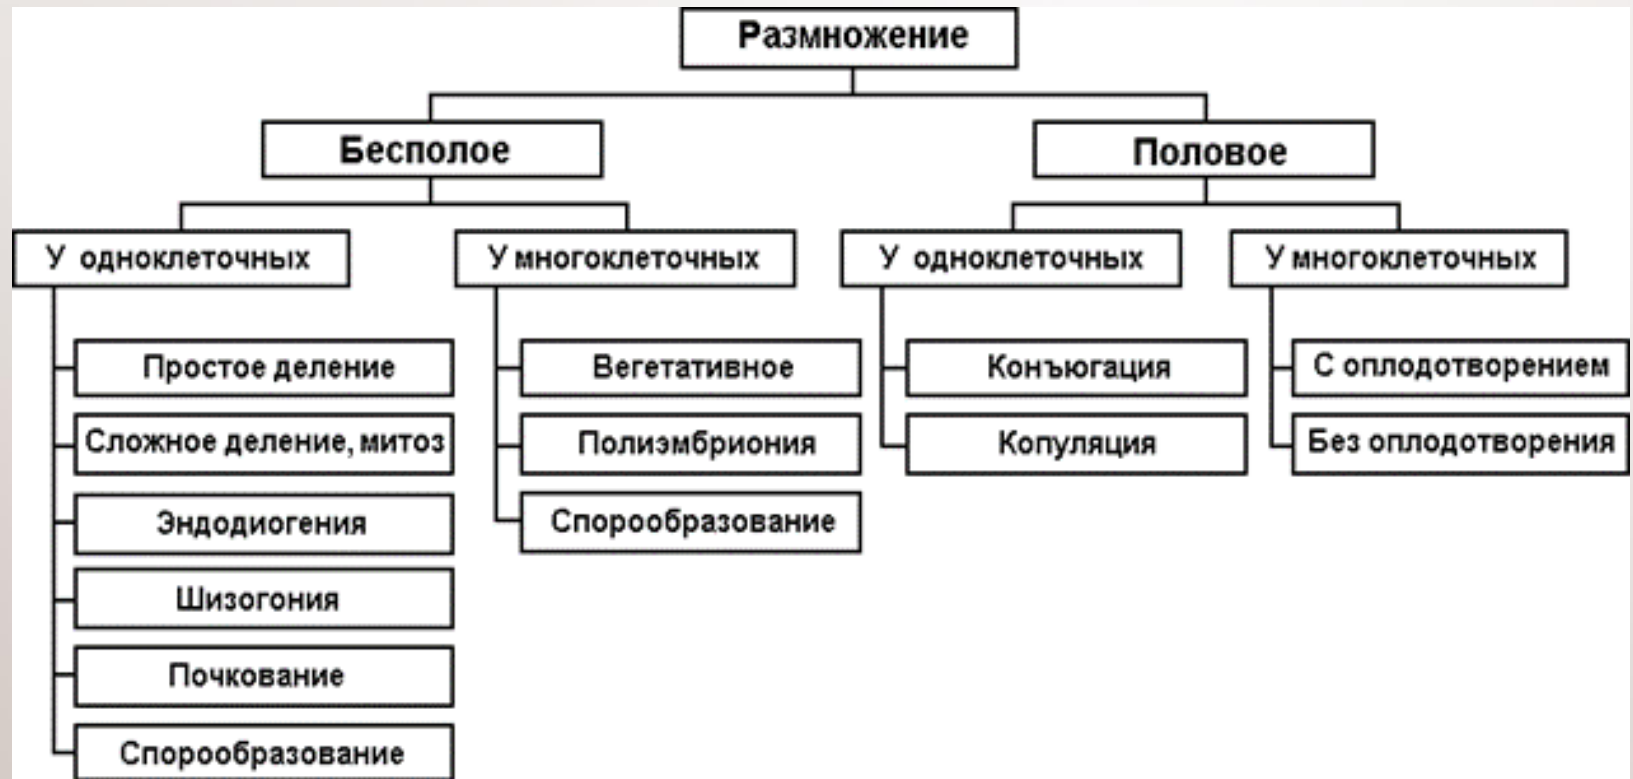 Размножение
Бесполое
Половое
У одноклеточных
У многоклеточных
У одноклеточных
У многоклеточных
Простое деление
Сложное деление, митоз
Эндодиогения
Шизогония
Почкование
Спорообразование
Вегетативное
Полиэмбриония
Спорообразование
Конъюгация
Копуляция
С оплодотворением
Без оплодотворения